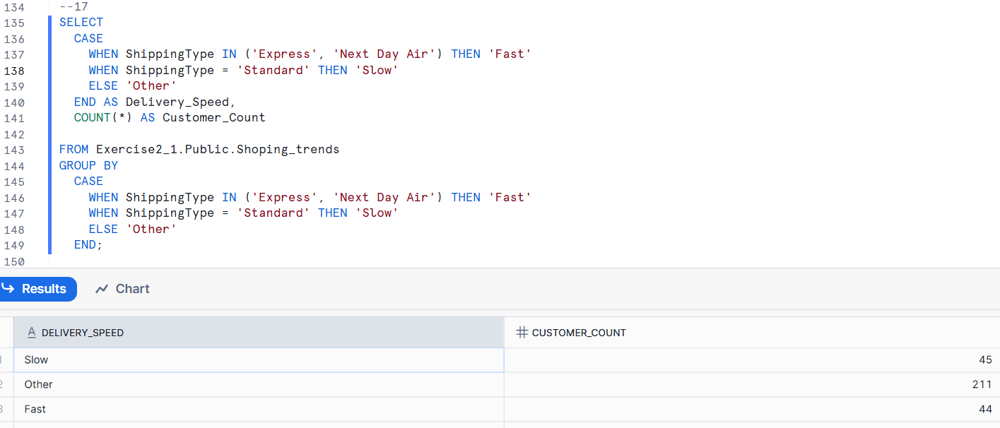 134 --17
135 SELECT
136 CASE
137 WHEN ShippingType IN ('Express', 'Next Day Air') THEN 'Fast'
138 WHEN ShippingType = 'Standard' THEN 'Slow'
139 ELSE 'Other'
140 END AS Delivery_Speed,
141 COUNT(*) AS Customer_Count
142
143 FROM Exercise2_1.Public.Shoping_trends
144 GROUP BY
145 CASE
146 WHEN ShippingType IN ('Express', 'Next Day Air') THEN 'Fast'
147 WHEN ShippingType = 'Standard' THEN 'Slow'
148 ELSE 'Other'
149 END;
150
Results Chart
A DELIVERY_SPEED # CUSTOMER_COUNT
1 Slow 45
2 Other 211
3 Fast 44